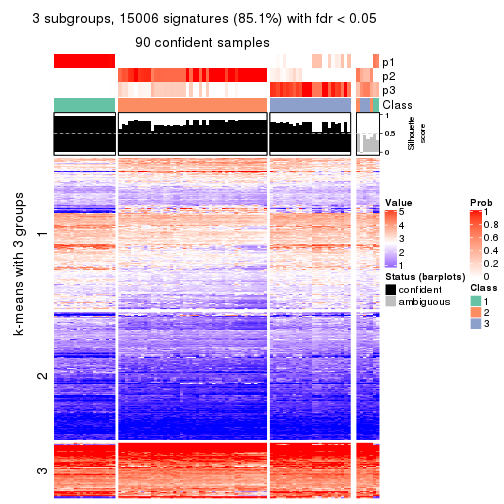 3 subgroups, 15006 signatures (85.1%) with fdr < 0.05
90 confident samples
p1
p2
p3
Class
1
0.5
0
Silhouette
score
k-means with 3 groups
1
2
3
Value
5
4
3
2
1
Status (barplots)
confident
ambiguous
Prob
1
0.8
0.6
0.4
0.2
0
Class
1
2
3